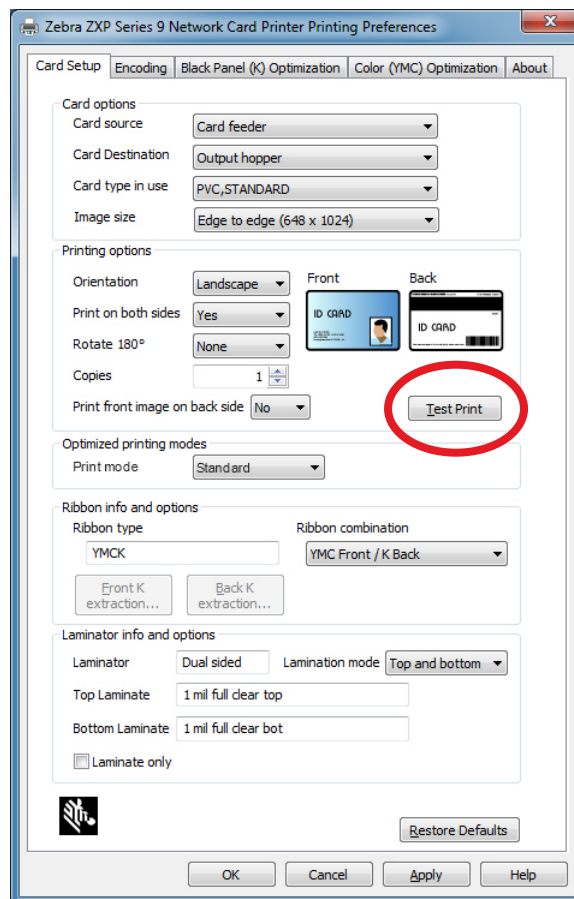 Zebra ZXP Series 9 Network Card Printer Printing Preferences
Card Setup Encoding Black Panel (K) Optimization Color (YMC) Optimization About
Card options
Card source Card feeder
Card Destination Output hopper
Card type in use PVC,STANDARD
Image size Edge to edge (648 x 1024)
Printing options
Orientation Landscape Front Back
Print on both sides Yes ID CARD ID CARD
Rotate 180° None
Copies 1
Print front image on back side No Test Print
Optimized printing modes
Print mode Standard
Ribbon info and options
Ribbon type Ribbon combination
YMCK YMC Front / K Back
Front K extraction... Back K extraction...
Laminator info and options
Laminator Dual sided Lamination mode Top and bottom
Top Laminate 1 mil full clear top
Bottom Laminate 1 mil full clear bot
Laminate only
Restore Defaults
OK Cancel Apply Help